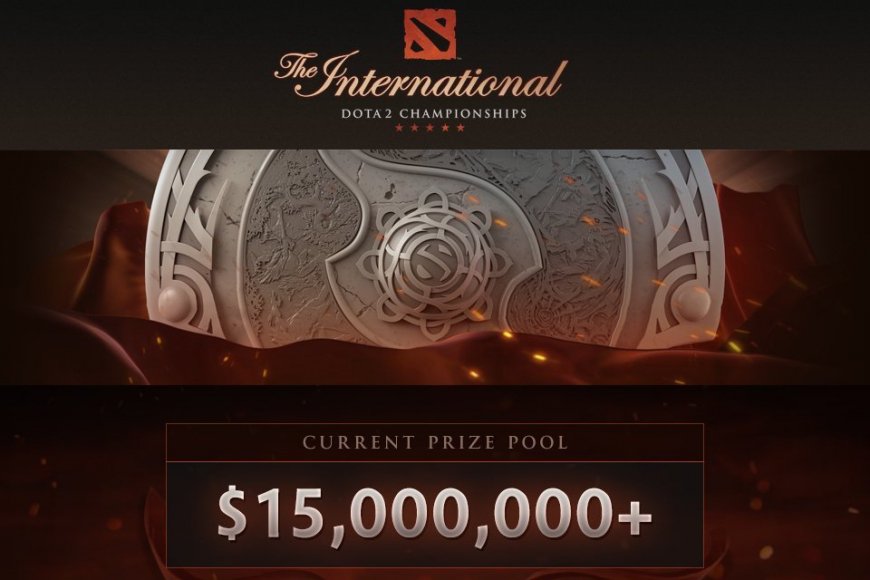 The International
DOTA 2 CHAMPIONSHIPS
CURRENT PRIZE POOL
$15,000,000+